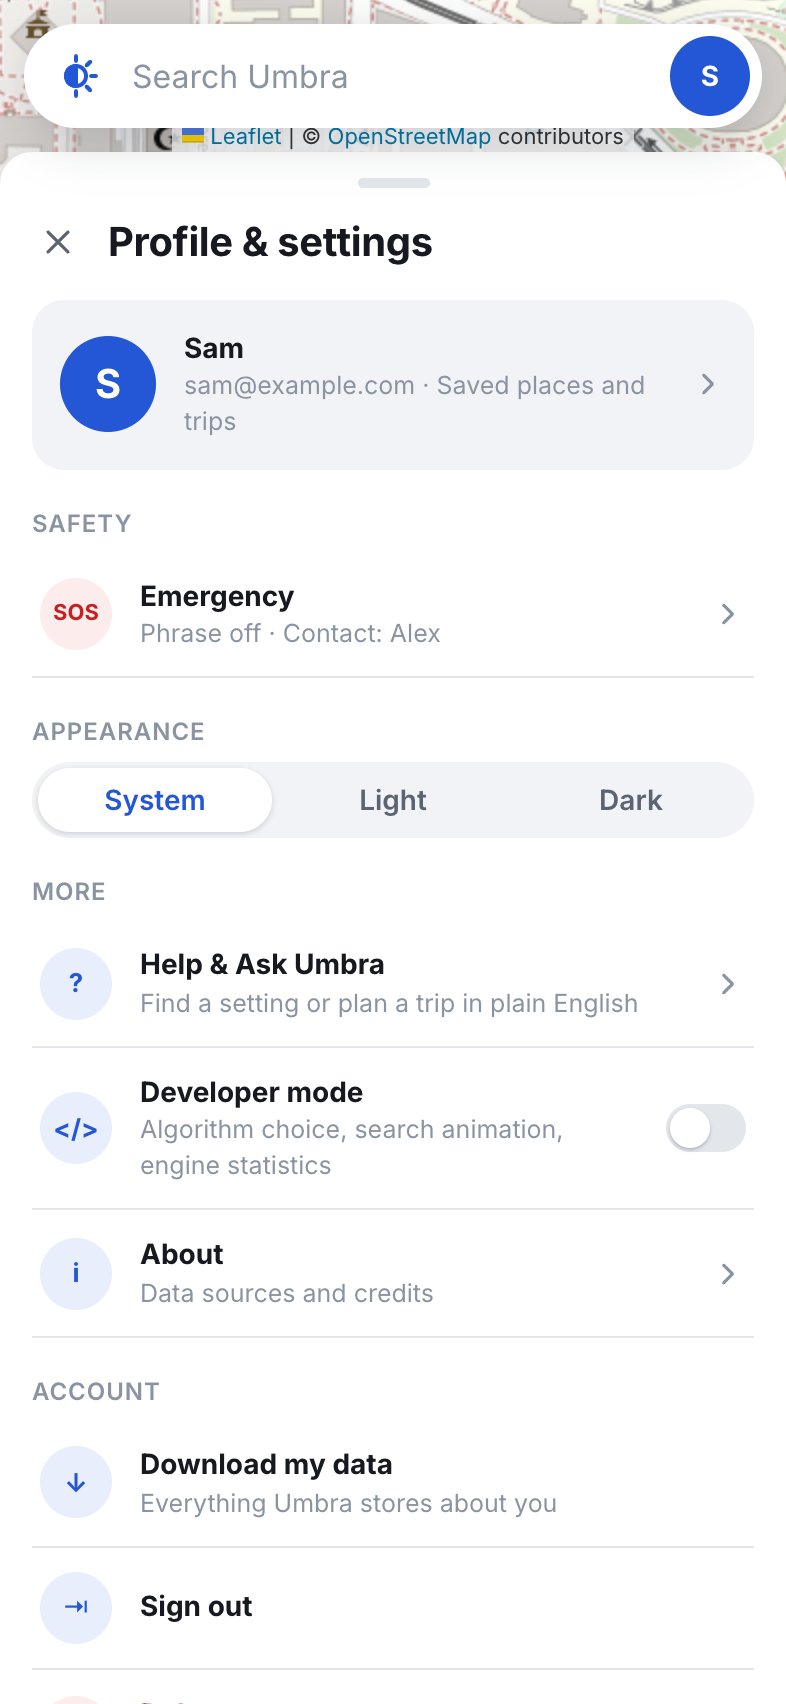 Search Umbra
S
Leaflet | © OpenStreetMap contributors
Profile & settings
S
Sam
sam@example.com · Saved places and
trips
SAFETY
SOS
Emergency
Phrase off · Contact: Alex
APPEARANCE
System
Light
Dark
MORE
?
Help & Ask Umbra
Find a setting or plan a trip in plain English
</>
Developer mode
Algorithm choice, search animation,
engine statistics
i
About
Data sources and credits
ACCOUNT
Download my data
Everything Umbra stores about you
Sign out